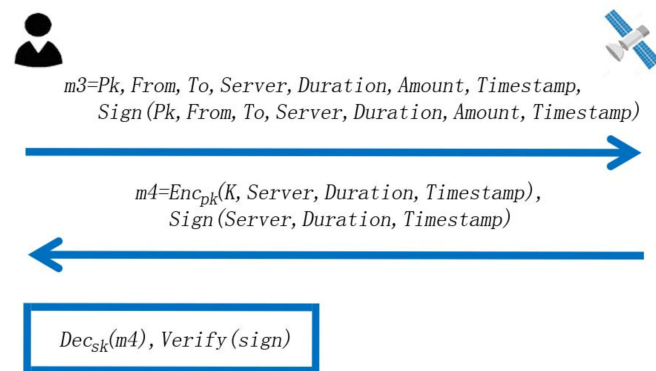 m3=Pk,From,To,Server,Duration,Amount,Timestamp,
Sign(Pk,From,To,Server,Duration,Amount,Timestamp)
m4=Enc_pk(K,Server,Duration,Timestamp),
Sign(Server,Duration,Timestamp)
Dec_sk(m4),Verify(sign)